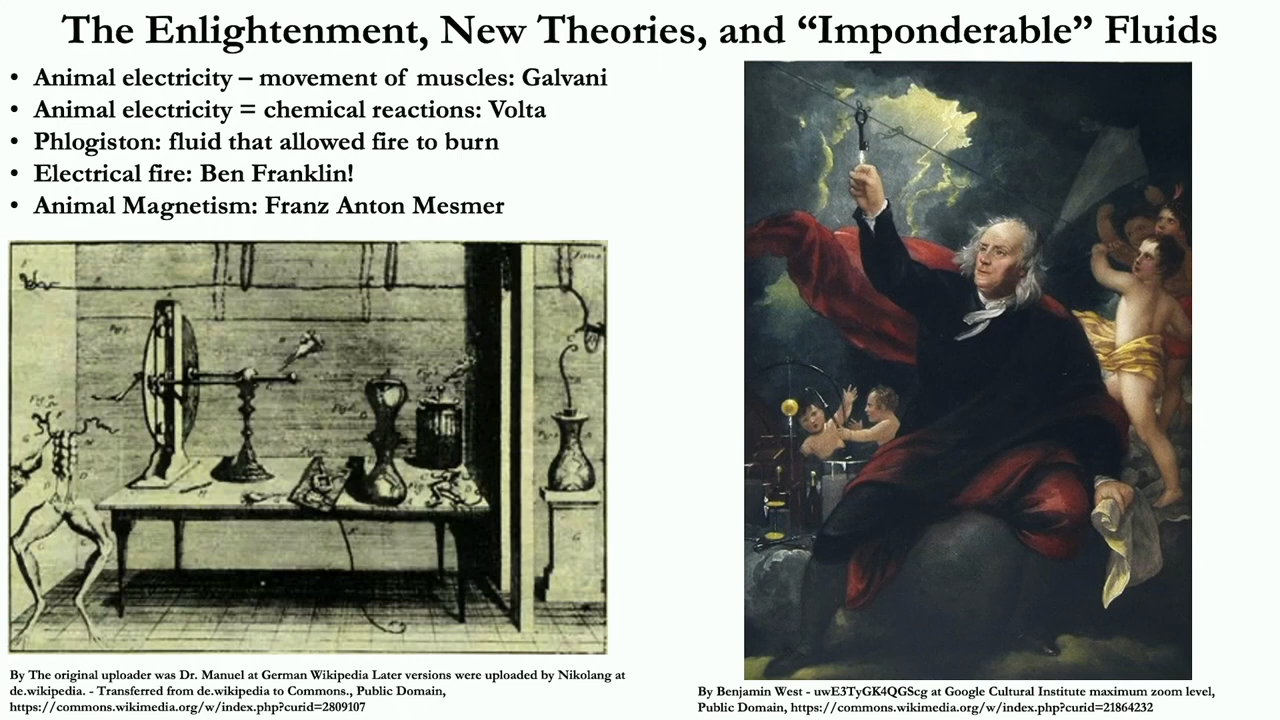 The Enlightenment, New Theories, and “Imponderable” Fluids
• Animal electricity – movement of muscles: Galvani
• Animal electricity = chemical reactions: Volta
• Phlogiston: fluid that allowed fire to burn
• Electrical fire: Ben Franklin!
• Animal Magnetism: Franz Anton Mesmer
By The original uploader was Dr. Manuel at German Wikipedia Later versions were uploaded by Nikolang at
de.wikipedia. - Transferred from de.wikipedia to Commons., Public Domain,
https://commons.wikimedia.org/w/index.php?curid=2809107
By Benjamin West - uwE3TyGK4QGScg at Google Cultural Institute maximum zoom level,
Public Domain, https://commons.wikimedia.org/w/index.php?curid=21864232